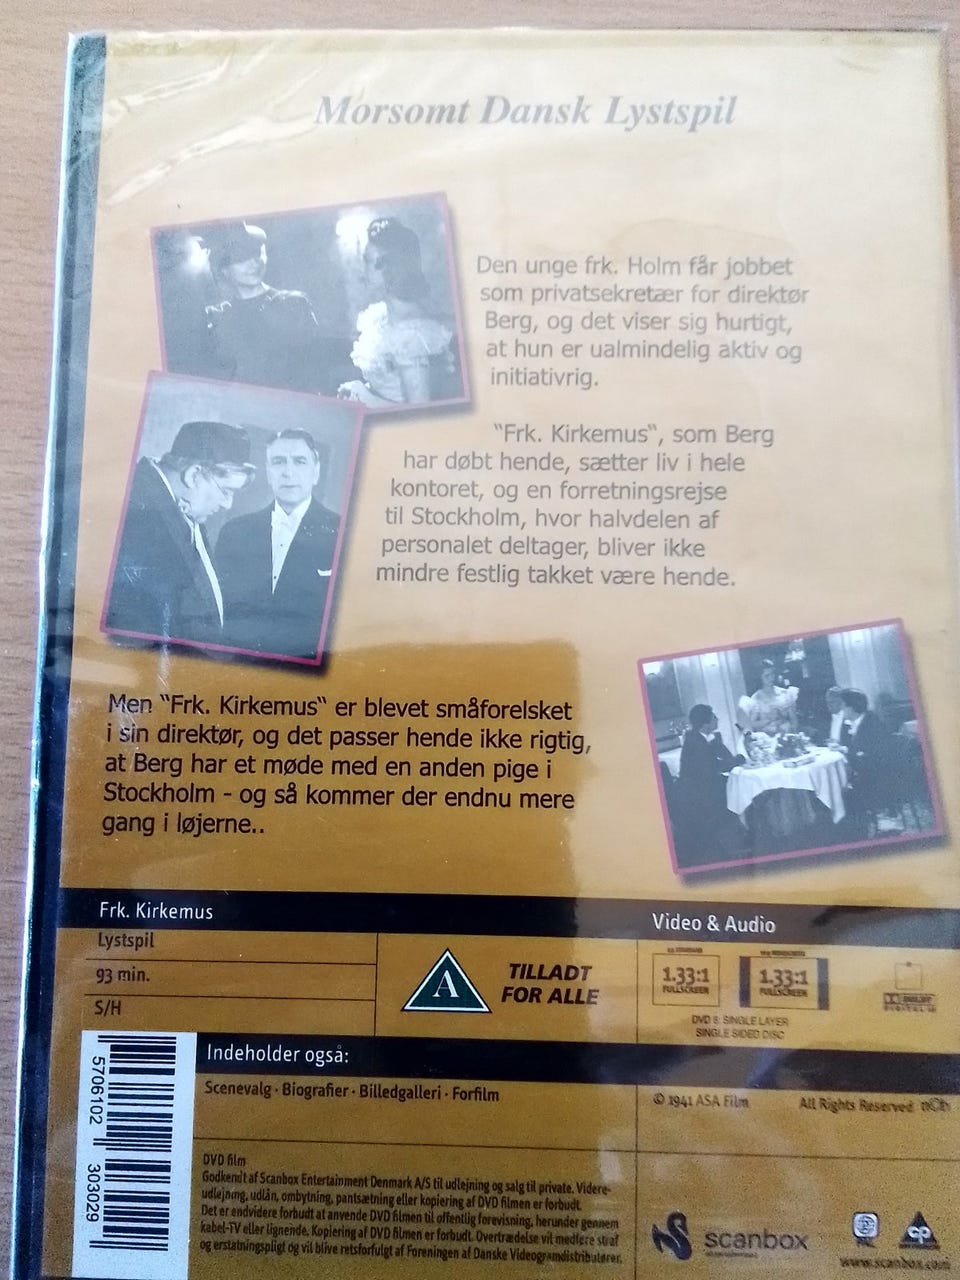 Morsomt Dansk Lystspil
Den unge frk. Holm får jobbet
som privatsekretær for direktør
Berg, og det viser sig hurtigt,
at hun er ualmindelig aktiv og
initiativrig.
"Frk. Kirkemus", som Berg
har døbt hende, sætter liv i hele
kontoret, og en forretningsrejse
til Stockholm, hvor halvdelen af
personalet deltager, bliver ikke
mindre festlig takket være hende.
Men "Frk. Kirkemus" er blevet småforelsket
i sin direktør, og det passer hende ikke rigtig,
at Berg har et møde med en anden pige i
Stockholm - og så kommer der endnu mere
gang i løjerne..
Frk. Kirkemus
Lystspil
93 min.
S/H
A
TILLADT
FOR ALLE
Video & Audio
1.33:1
FULLSCREEN
1.33:1
FULLSCREEN
DOLBY
DIGITAL
DVD 5: SINGLE LAYER
SINGLE SIDED DISC
Indeholder også:
Scenevalg · Biografier · Billedgalleri · Forfilm
© 1941 ASA Film
All Rights Reserved
DVD film
Godkendt af Scanbox Entertainment Denmark A/S til udlejning og salg til private. Videre-
udlejning, udlån, ombytning, pantsætning eller kopiering af DVD filmen er forbudt.
Det er endvidere forbudt at anvende DVD filmen til offentlig forevisning, herunder gennem
kabel-TV eller lignende. Kopiering af DVD filmen er forbudt. Overtrædelse vil medføre straf
og erstatningspligt og vil blive retsforfulgt af Foreningen af Danske Videogramdistributører.
scanbox
www.scanbox.com
5706102 303029